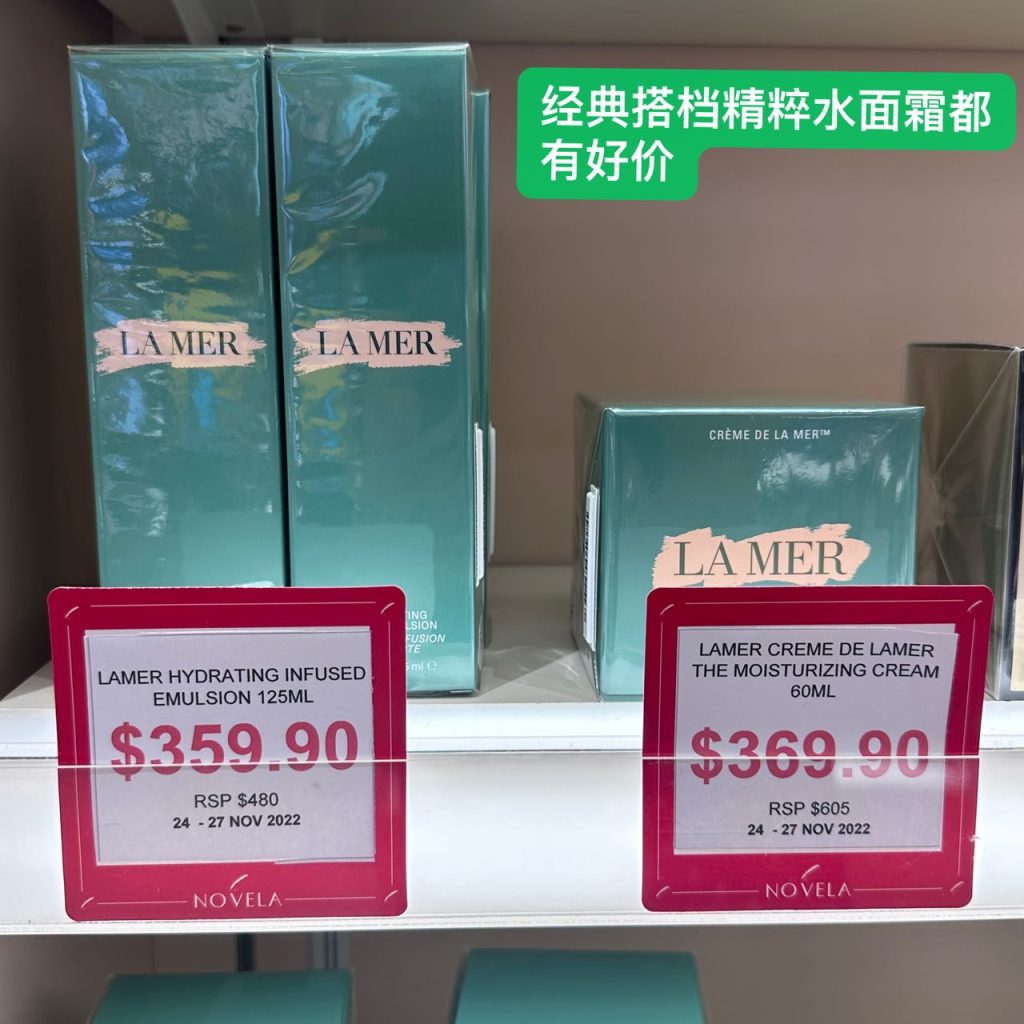 经典搭档精粹水面霜都
有好价
LA MER
LA MER
CRÈME DE LA MER™
LA MER
LAMER HYDRATING INFUSED
EMULSION 125ML
$359.90
RSP $480
24 - 27 NOV 2022
NOVELA
LAMER CREME DE LAMER
THE MOISTURIZING CREAM
60ML
$369.90
RSP $605
24 - 27 NOV 2022
NOVELA